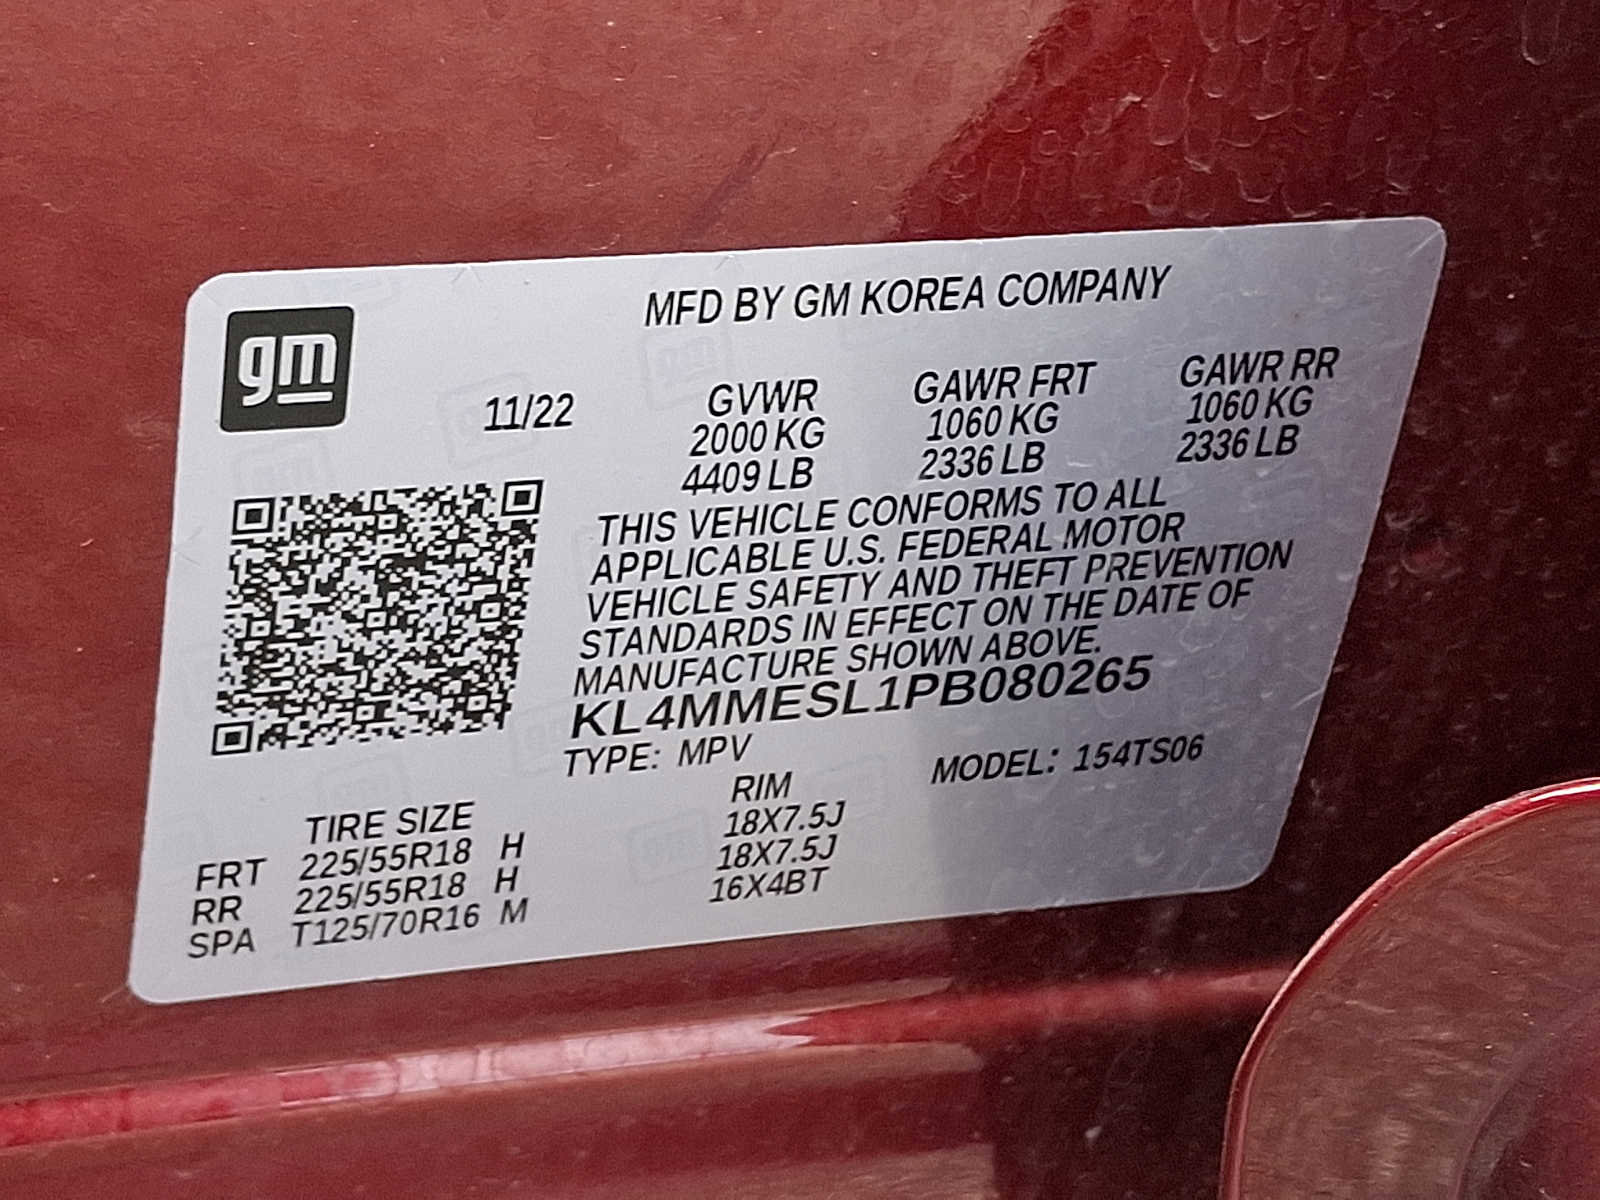 MFD BY GM KOREA COMPANY
gm
11/22
GVWR GAWR FRT GAWR RR
2000 KG 1060 KG 1060 KG
4409 LB 2336 LB 2336 LB
THIS VEHICLE CONFORMS TO ALL
APPLICABLE U.S. FEDERAL MOTOR
VEHICLE SAFETY AND THEFT PREVENTION
STANDARDS IN EFFECT ON THE DATE OF
MANUFACTURE SHOWN ABOVE.
KL4MMESL1PB080265
TYPE: MPV MODEL: 154TS06
TIRE SIZE RIM
FRT 225/55R18 H 18X7.5J
RR 225/55R18 H 18X7.5J
SPA T125/70R16 M 16X4BT